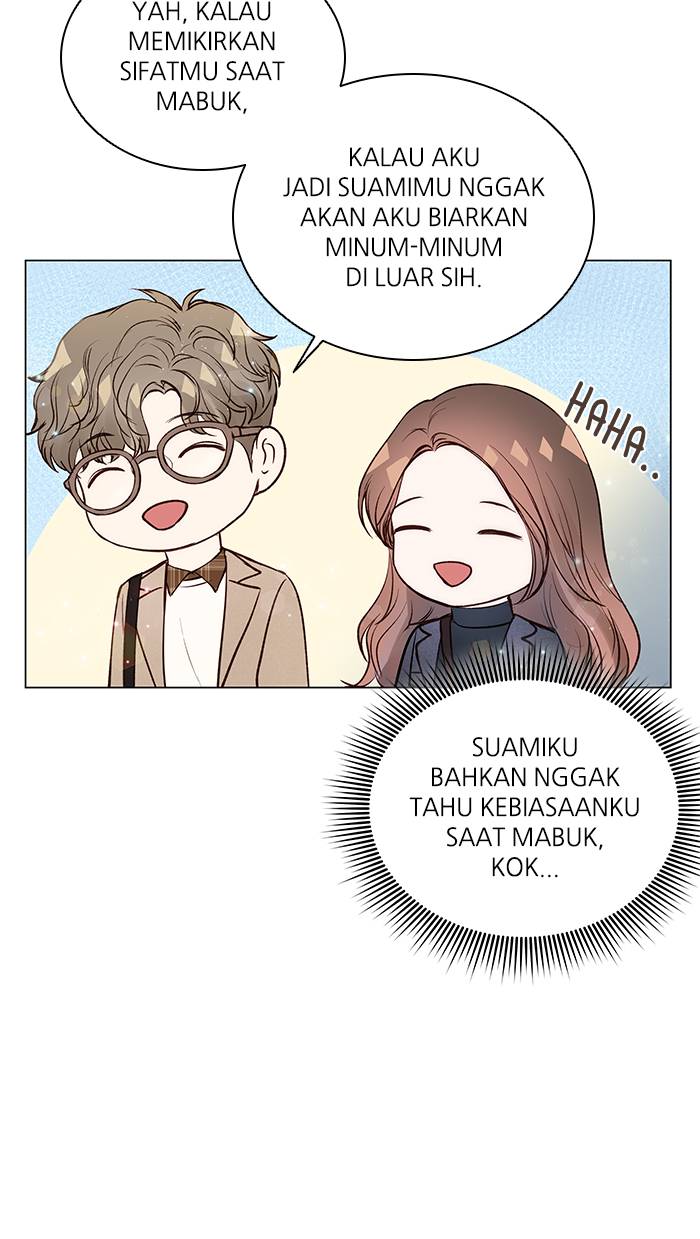 YAH, KALAU
MEMIKIRKAN
SIFATMU SAAT
MABUK,
KALAU AKU
JADI SUAMIMU NGGAK
AKAN AKU BIARKAN
MINUM-MINUM
DI LUAR SIH.
HAHA..
SUAMIKU
BAHKAN NGGAK
TAHU KEBIASAANKU
SAAT MABUK,
KOK...